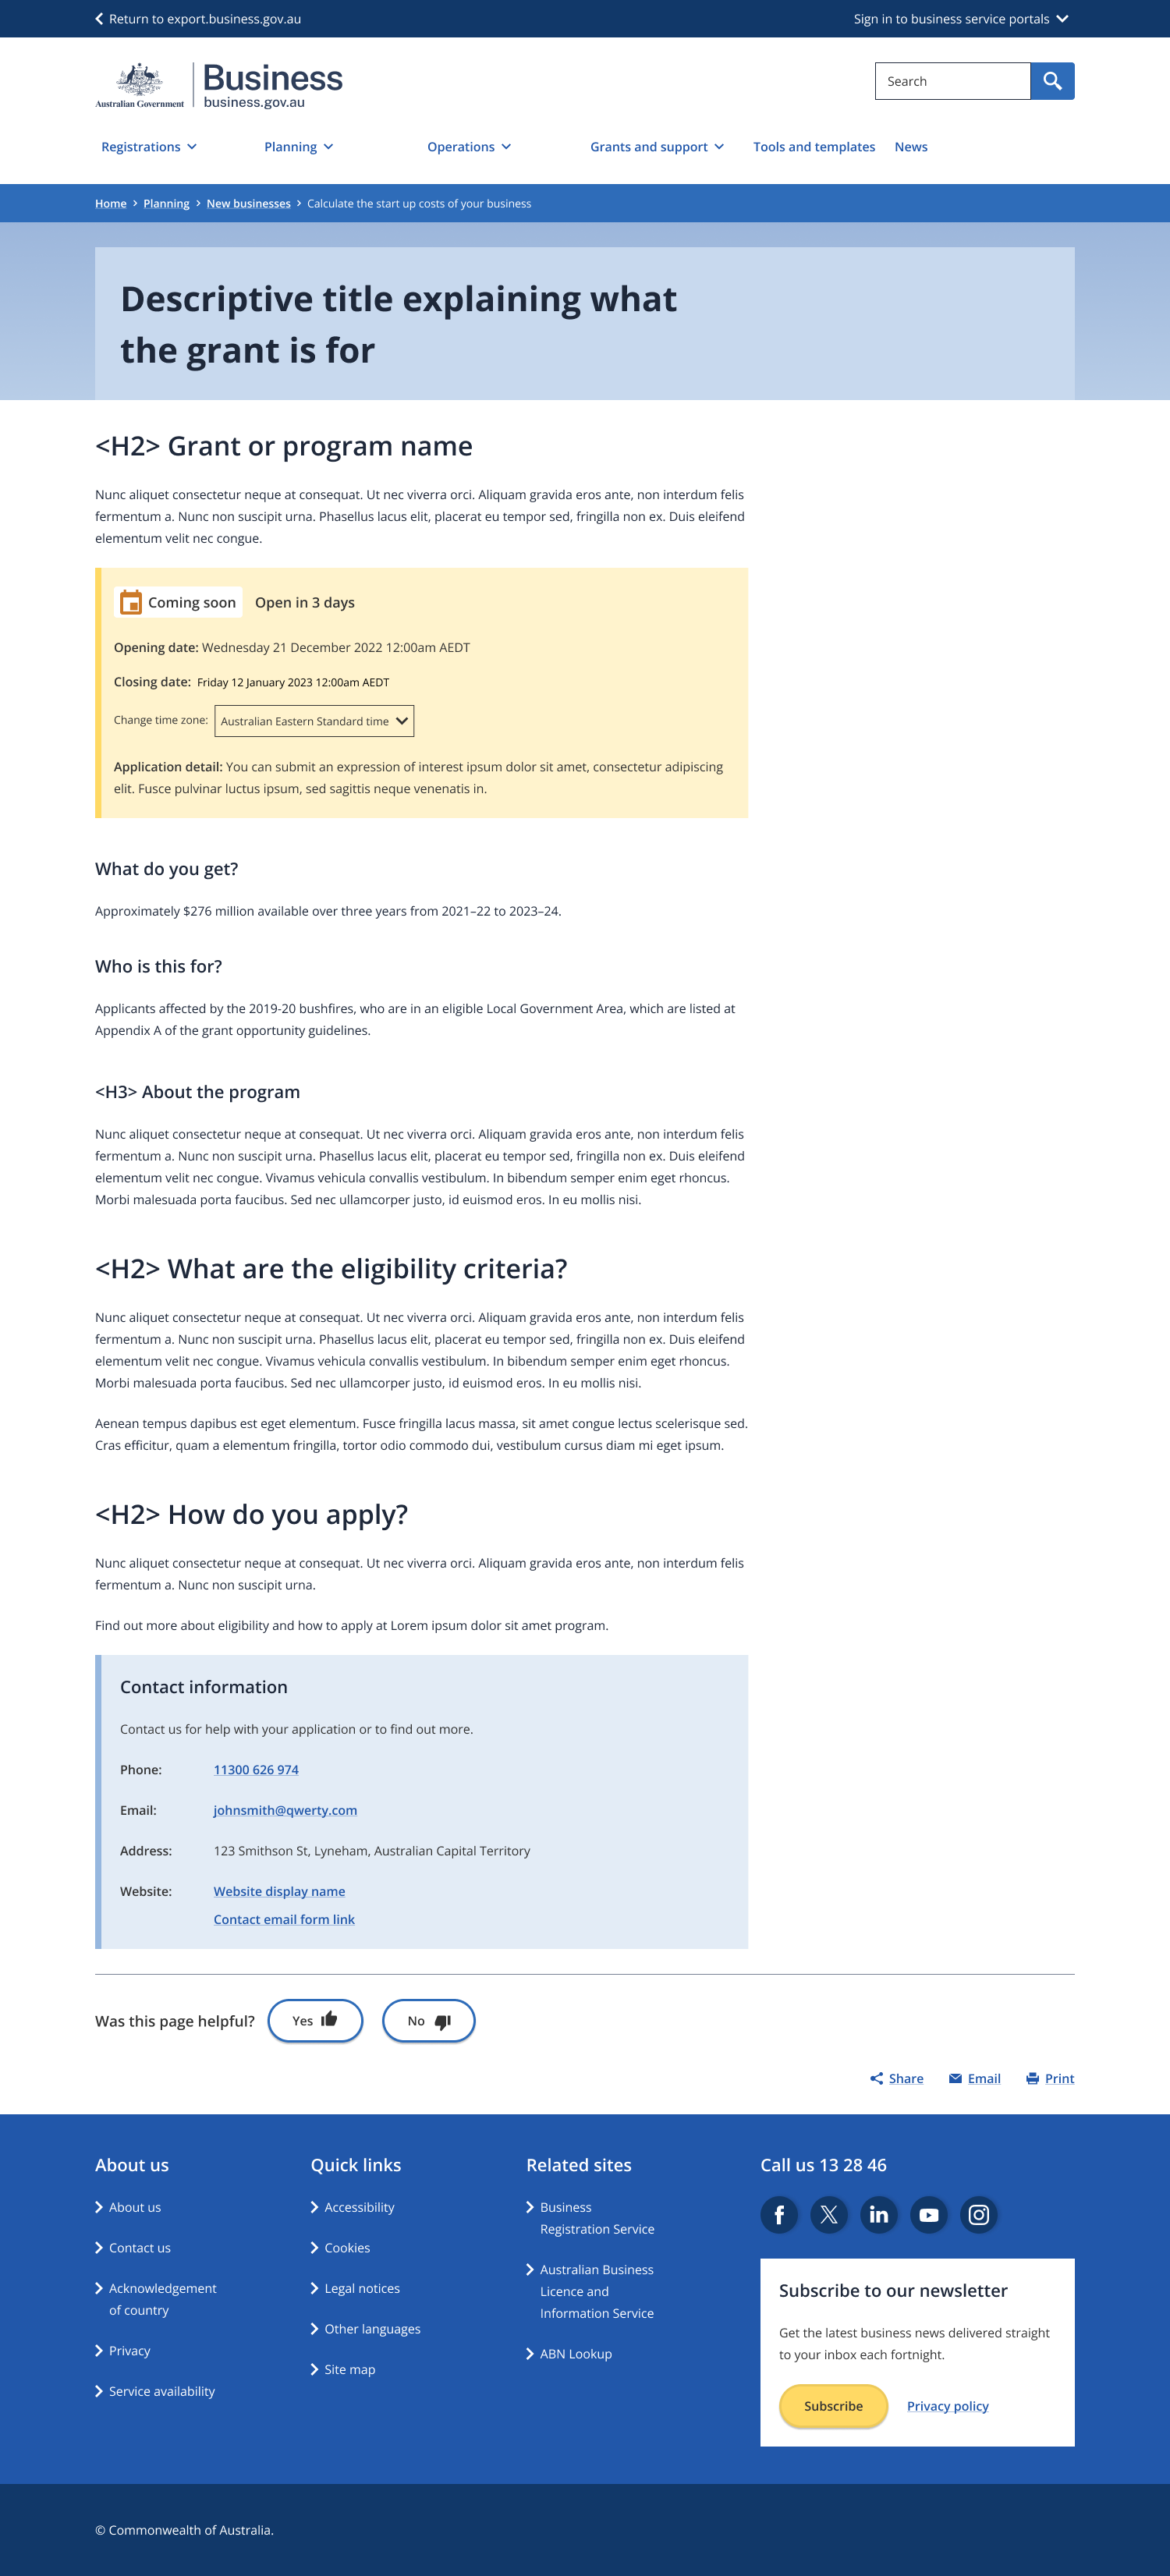 Return to export.business.gov.au
Sign in to business service portals
Australian Government
Business
business.gov.au
Search
Registrations
Planning
Operations
Grants and support
Tools and templates
News
Home > Planning > New businesses > Calculate the start up costs of your business
Descriptive title explaining what
the grant is for
<H2> Grant or program name
Nunc aliquet consectetur neque at consequat. Ut nec viverra orci. Aliquam gravida eros ante, non interdum felis
fermentum a. Nunc non suscipit urna. Phasellus lacus elit, placerat eu tempor sed, fringilla non ex. Duis eleifend
elementum velit nec congue.
Coming soon
Open in 3 days
Opening date: Wednesday 21 December 2022 12:00am AEDT
Closing date: Friday 12 January 2023 12:00am AEDT
Change time zone: Australian Eastern Standard time
Application detail: You can submit an expression of interest ipsum dolor sit amet, consectetur adipiscing
elit. Fusce pulvinar luctus ipsum, sed sagittis neque venenatis in.
What do you get?
Approximately $276 million available over three years from 2021–22 to 2023–24.
Who is this for?
Applicants affected by the 2019-20 bushfires, who are in an eligible Local Government Area, which are listed at
Appendix A of the grant opportunity guidelines.
<H3> About the program
Nunc aliquet consectetur neque at consequat. Ut nec viverra orci. Aliquam gravida eros ante, non interdum felis
fermentum a. Nunc non suscipit urna. Phasellus lacus elit, placerat eu tempor sed, fringilla non ex. Duis eleifend
elementum velit nec congue. Vivamus vehicula convallis vestibulum. In bibendum semper enim eget rhoncus.
Morbi malesuada porta faucibus. Sed nec ullamcorper justo, id euismod eros. In eu mollis nisi.
<H2> What are the eligibility criteria?
Nunc aliquet consectetur neque at consequat. Ut nec viverra orci. Aliquam gravida eros ante, non interdum felis
fermentum a. Nunc non suscipit urna. Phasellus lacus elit, placerat eu tempor sed, fringilla non ex. Duis eleifend
elementum velit nec congue. Vivamus vehicula convallis vestibulum. In bibendum semper enim eget rhoncus.
Morbi malesuada porta faucibus. Sed nec ullamcorper justo, id euismod eros. In eu mollis nisi.
Aenean tempus dapibus est eget elementum. Fusce fringilla lacus massa, sit amet congue lectus scelerisque sed.
Cras efficitur, quam a elementum fringilla, tortor odio commodo dui, vestibulum cursus diam mi eget ipsum.
<H2> How do you apply?
Nunc aliquet consectetur neque at consequat. Ut nec viverra orci. Aliquam gravida eros ante, non interdum felis
fermentum a. Nunc non suscipit urna.
Find out more about eligibility and how to apply at Lorem ipsum dolor sit amet program.
Contact information
Contact us for help with your application or to find out more.
Phone: 11300 626 974
Email: johnsmith@qwerty.com
Address: 123 Smithson St, Lyneham, Australian Capital Territory
Website: Website display name
Contact email form link
Was this page helpful?
Yes
No
Share
Email
Print
About us
About us
Contact us
Acknowledgement
of country
Privacy
Service availability
Quick links
Accessibility
Cookies
Legal notices
Other languages
Site map
Related sites
Business
Registration Service
Australian Business
Licence and
Information Service
ABN Lookup
Call us 13 28 46
Subscribe to our newsletter
Get the latest business news delivered straight
to your inbox each fortnight.
Subscribe
Privacy policy
© Commonwealth of Australia.